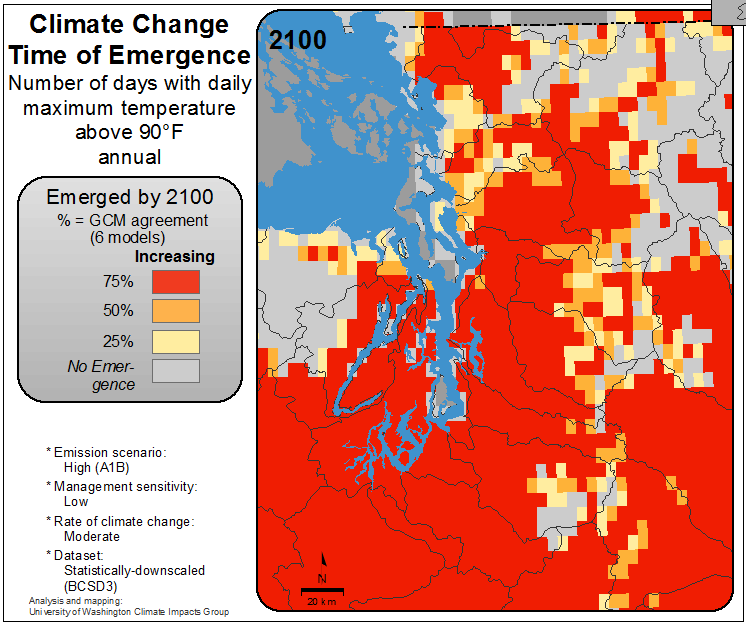 Climate Change
Time of Emergence
Number of days with daily
maximum temperature
above 90°F
annual
Emerged by 2100
% = GCM agreement
(6 models)
Increasing
75%
50%
25%
No Emer-
gence
* Emission scenario:
High (A1B)
* Management sensitivity:
Low
* Rate of climate change:
Moderate
* Dataset:
Statistically-downscaled
(BCSD3)
Analysis and mapping:
University of Washington Climate Impacts Group
2100
N
20 km